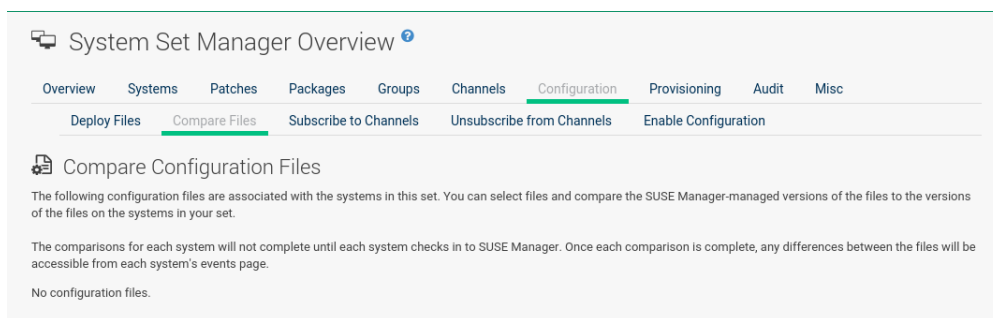 System Set Manager Overview ?
Overview Systems Patches Packages Groups Channels Configuration Provisioning Audit Misc
Deploy Files Compare Files Subscribe to Channels Unsubscribe from Channels Enable Configuration
Compare Configuration Files
The following configuration files are associated with the systems in this set. You can select files and compare the SUSE Manager-managed versions of the files to the versions
of the files on the systems in your set.
The comparisons for each system will not complete until each system checks in to SUSE Manager. Once each comparison is complete, any differences between the files will be
accessible from each system's events page.
No configuration files.